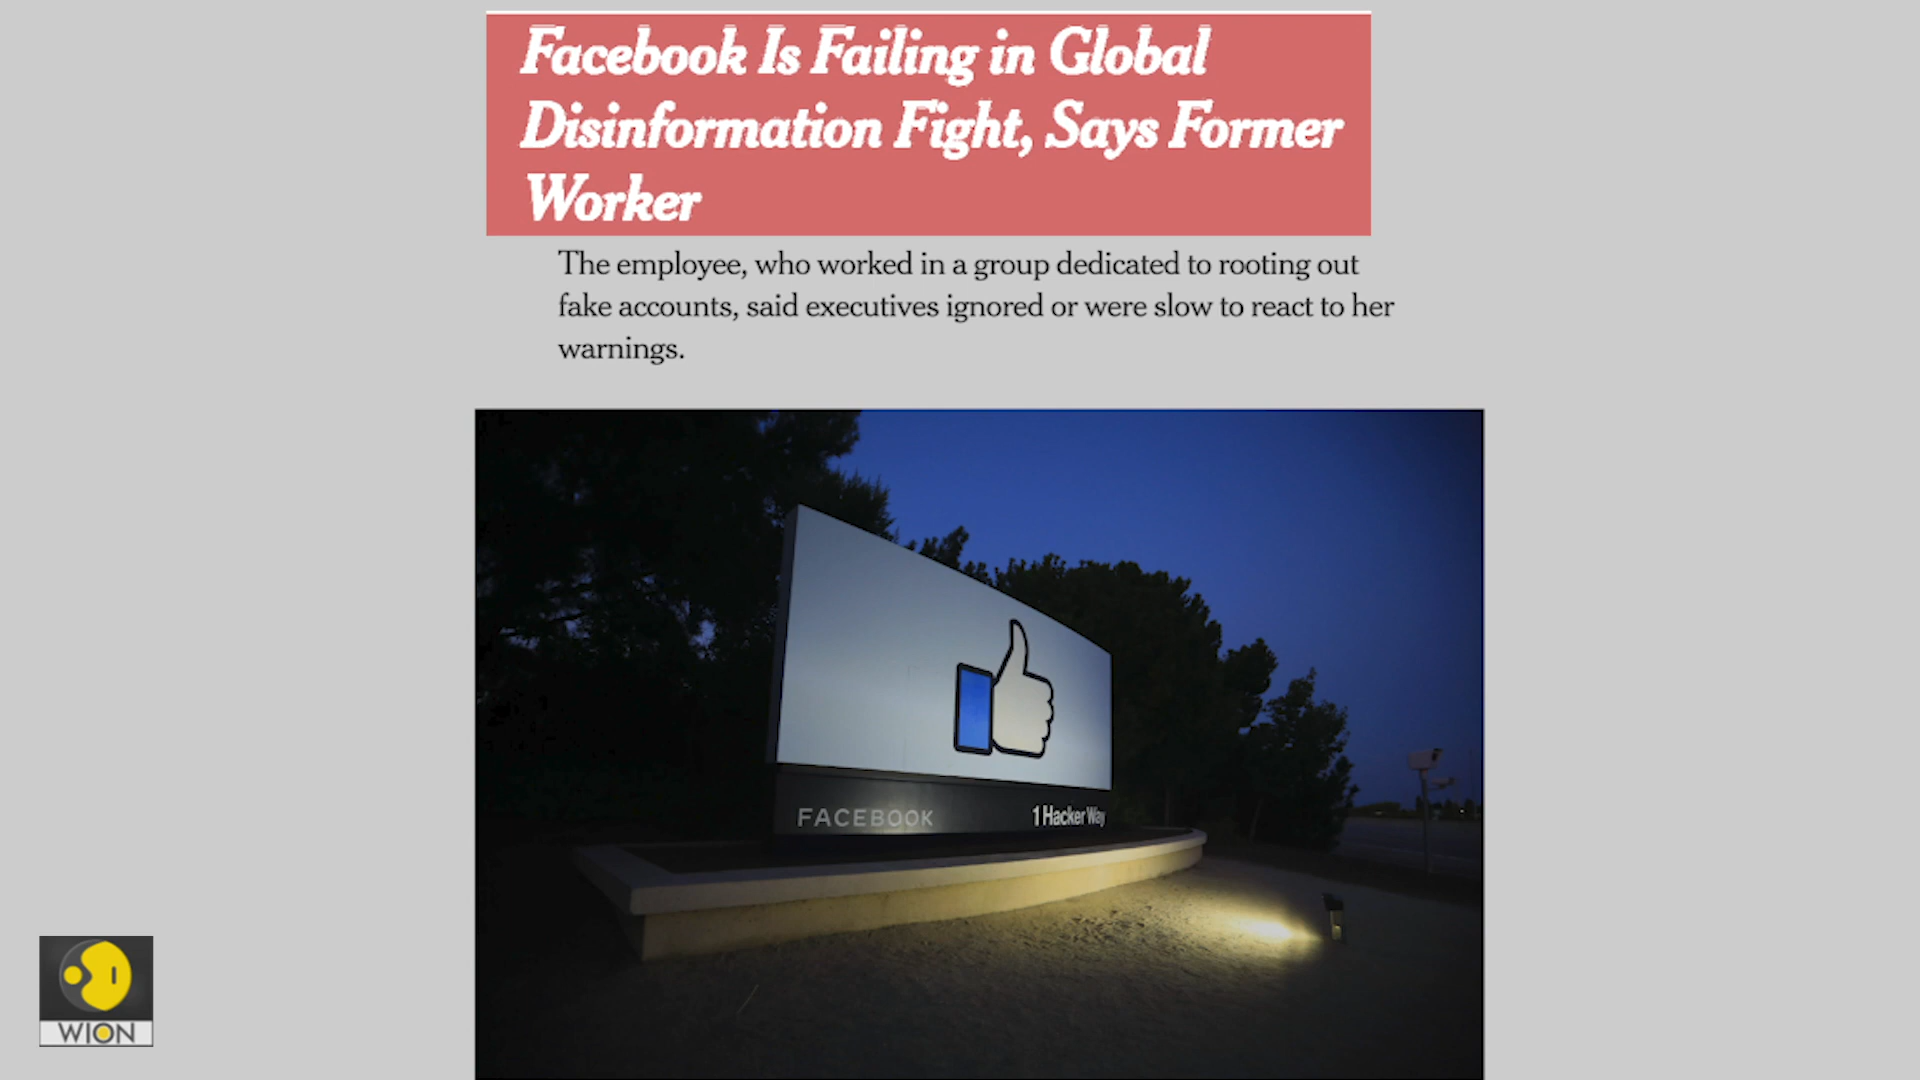 Facebook Is Failing in Global
Disinformation Fight, Says Former
Worker
The employee, who worked in a group dedicated to rooting out
fake accounts, said executives ignored or were slow to react to her
warnings.
FACEBOOK
1 Hacker Way
WION